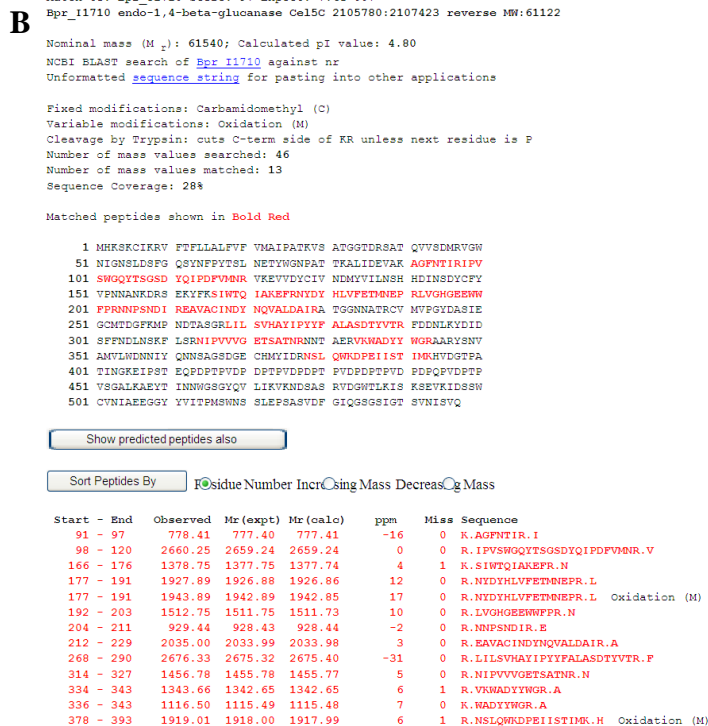 B
Bpr_I1710 endo-1,4-beta-glucanase Cel5C 2105780:2107423 reverse MW:61122
Nominal mass (M r): 61540; Calculated pI value: 4.80
NCBI BLAST search of Bpr I1710 against nr
Unformatted sequence string for pasting into other applications
Fixed modifications: Carbamidomethyl (C)
Variable modifications: Oxidation (M)
Cleavage by Trypsin: cuts C-term side of KR unless next residue is P
Number of mass values searched: 46
Number of mass values matched: 13
Sequence Coverage: 28%
Matched peptides shown in Bold Red
1 MHKSKCIKRV FTFLLALFVF VMAIPATKVS ATGGTDRSAT QVVSDMRVGW
51 NIGNSLDSFG QSYNFPYTSL NETYWGNPAT TKALIDEVAK AGFNTIRIPV
101 SWGQYTSGSD YQIPDFVMNR VKEVVDYCIV NDMYVILNSH HDINSDYCFY
151 VPNNANKDRS EKYFKSIWTQ IAKEFRNYDY HLVFETMNEP RLVGHGEEWW
201 FPRNNPSNDI REAVACINDY NQVALDAIRA TGGNNATRCV MVPGYDASIE
251 GCMTDGFKMP NDTASGRLIL SVHAYIPYYF ALASDTYVTR FDDNLKYDID
301 SFFNDLNSKF LSRNIPVVVG ETSATNRNNT AERVKWADYY WGRAARYSNV
351 AMVLWDNNIY QNNSAGSDGE CHMYIDRNSL QWKDPEIIST IMKHVDGTPA
401 TINGKEIPST EQPDPTPVDP DPTPVDPDPT PVDPDPTPVD PDPQPVDPTP
451 VSGALKAEYT INNWGSGYQV LIKVKNDSAS RVDGWTLKIS KSEVKIDSSW
501 CVNIAEEGGY YVITPMSWNS SLEPSASVDF GIQGSGSIGT SVNISVQ
Show predicted peptides also
Sort Peptides By Residue Number Increasing Mass Decreasing Mass
Start - End Observed Mr(expt) Mr(calc) ppm Miss Sequence
91 - 97 778.41 777.40 777.41 -16 0 K.AGFNTIR.I
98 - 120 2660.25 2659.24 2659.24 0 0 R.IPVSWGQYTSGSDYQIPDFVMNR.V
166 - 176 1378.75 1377.75 1377.74 4 1 K.SIWTQIAKEFR.N
177 - 191 1927.89 1926.88 1926.86 12 0 R.NYDYHLVFETMNEPR.L
177 - 191 1943.89 1942.89 1942.85 17 0 R.NYDYHLVFETMNEPR.L Oxidation (M)
192 - 203 1512.75 1511.75 1511.73 10 0 R.LVGHGEEWWFPR.N
204 - 211 929.44 928.43 928.44 -2 0 R.NNPSNDIR.E
212 - 229 2035.00 2033.99 2033.98 3 0 R.EAVACINDYNQVALDAIR.A
268 - 290 2676.33 2675.32 2675.40 -31 0 R.LILSVHAYIPYYFALASDTYVTR.F
314 - 327 1456.78 1455.78 1455.77 5 0 R.NIPVVVGETSATNR.N
334 - 343 1343.66 1342.65 1342.65 6 1 R.VKWADYYWGR.A
336 - 343 1116.50 1115.49 1115.48 7 0 K.WADYYWGR.A
378 - 393 1919.01 1918.00 1917.99 6 1 R.NSLQWKDPEIISTIMK.H Oxidation (M)